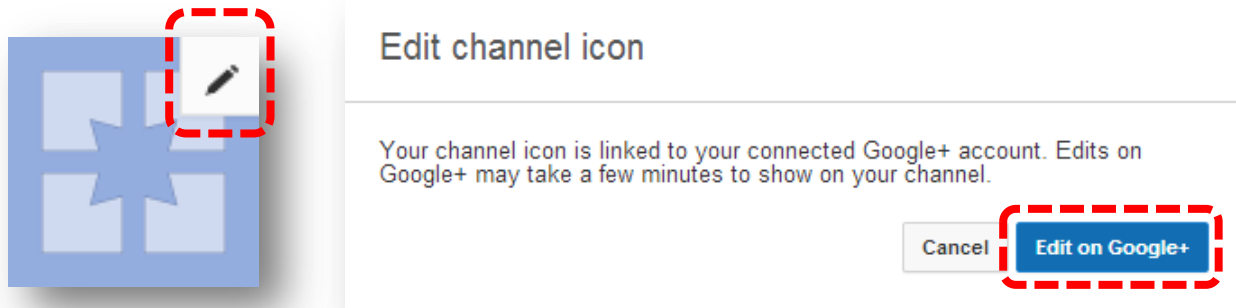 Edit channel icon
Your channel icon is linked to your connected Google+ account. Edits on
Google+ may take a few minutes to show on your channel.
Cancel
Edit on Google+